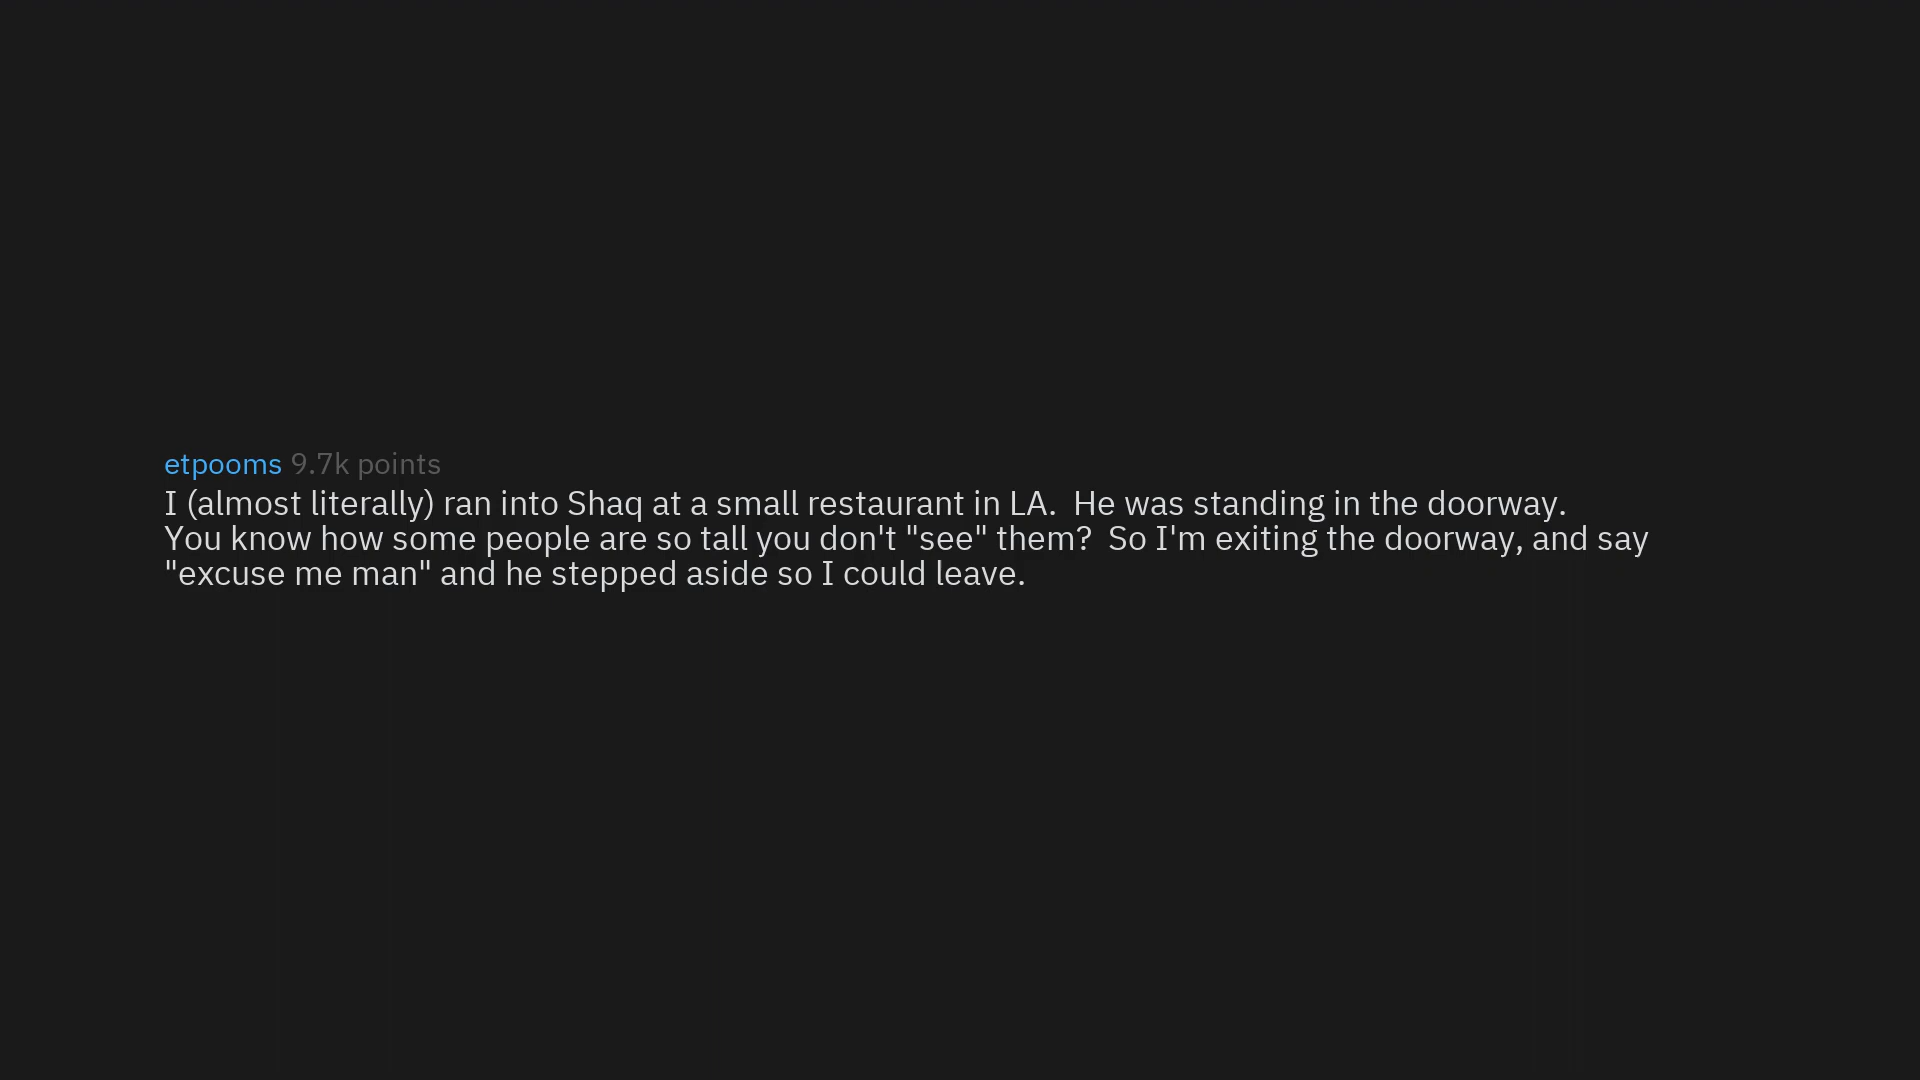 etpooms 9.7k points
I (almost literally) ran into Shaq at a small restaurant in LA.  He was standing in the doorway.
You know how some people are so tall you don't "see" them?  So I'm exiting the doorway, and say
"excuse me man" and he stepped aside so I could leave.